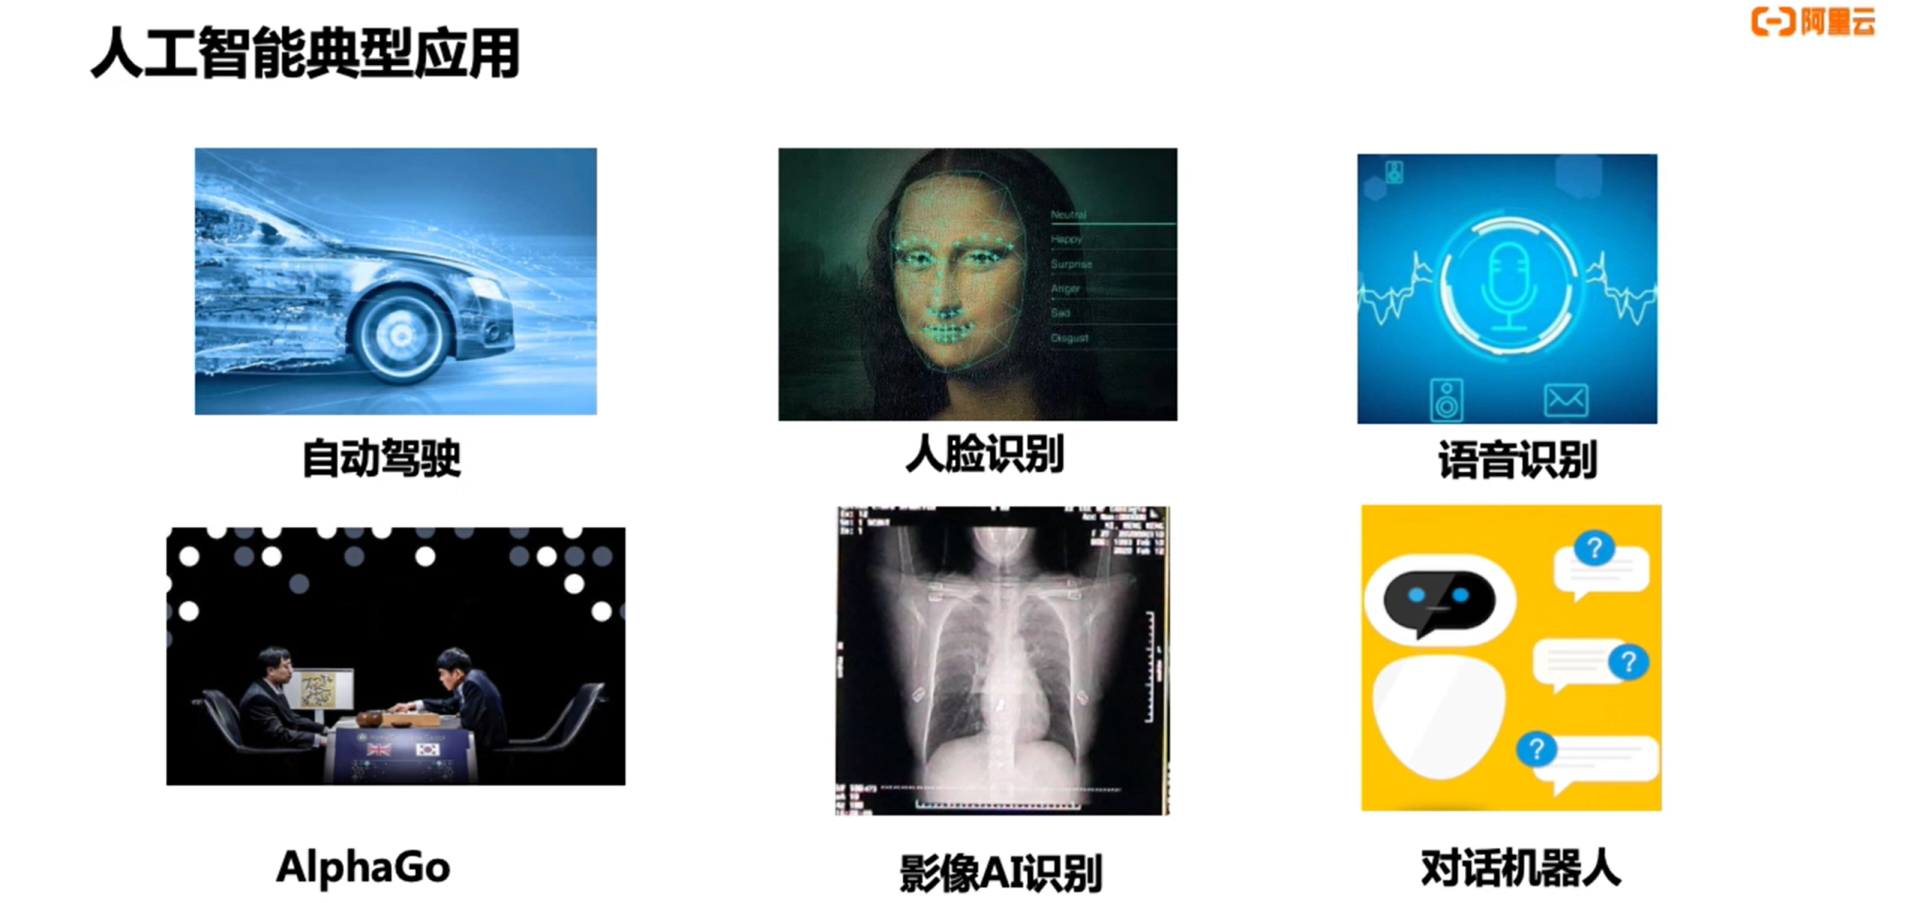 人工智能典型应用
阿里云
Neutral
Happy
Surprise
Anger
Sad
Disgust
自动驾驶
人脸识别
语音识别
?
?
?
AlphaGo
影像AI识别
对话机器人